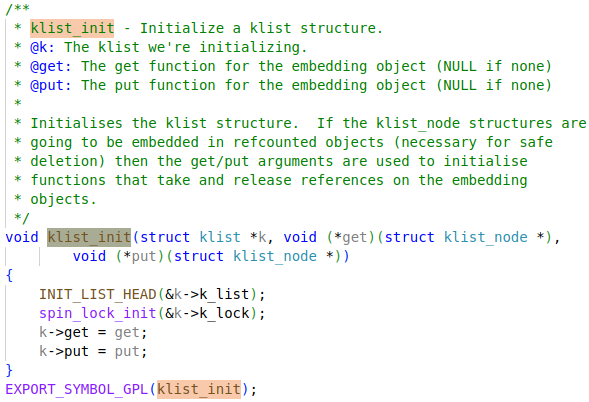 /**
 * klist_init - Initialize a klist structure.
 * @k: The klist we're initializing.
 * @get: The get function for the embedding object (NULL if none)
 * @put: The put function for the embedding object (NULL if none)
 *
 * Initialises the klist structure.  If the klist_node structures are
 * going to be embedded in refcounted objects (necessary for safe
 * deletion) then the get/put arguments are used to initialise
 * functions that take and release references on the embedding
 * objects.
 */
void klist_init(struct klist *k, void (*get)(struct klist_node *),
        void (*put)(struct klist_node *))
{
    INIT_LIST_HEAD(&k->k_list);
    spin_lock_init(&k->k_lock);
    k->get = get;
    k->put = put;
}
EXPORT_SYMBOL_GPL(klist_init);